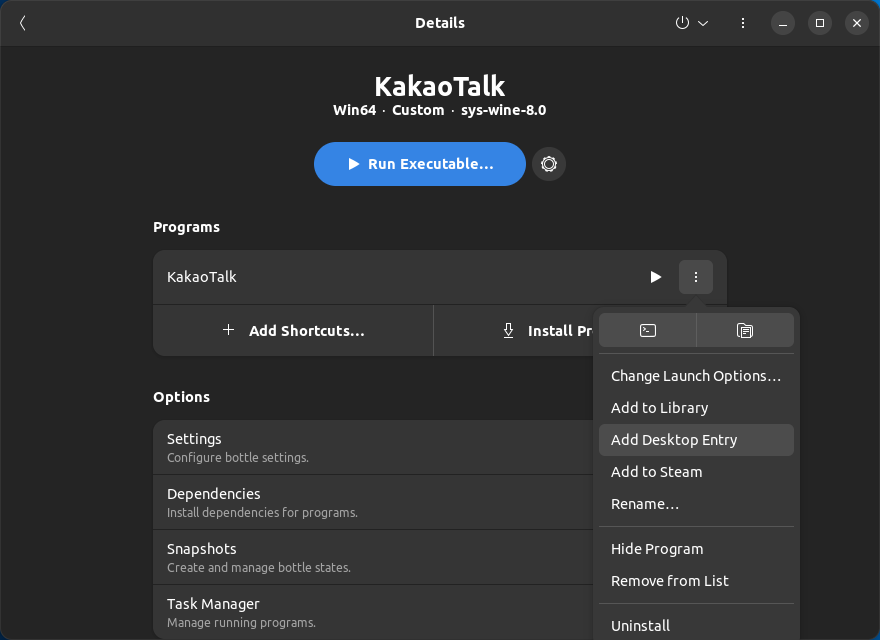 Details
KakaoTalk
Win64 · Custom · sys-wine-8.0
Run Executable...
Programs
KakaoTalk
Add Shortcuts...
Install Pr
Change Launch Options...
Add to Library
Add Desktop Entry
Add to Steam
Rename...
Hide Program
Remove from List
Uninstall
Options
Settings
Configure bottle settings.
Dependencies
Install dependencies for programs.
Snapshots
Create and manage bottle states.
Task Manager
Manage running programs.